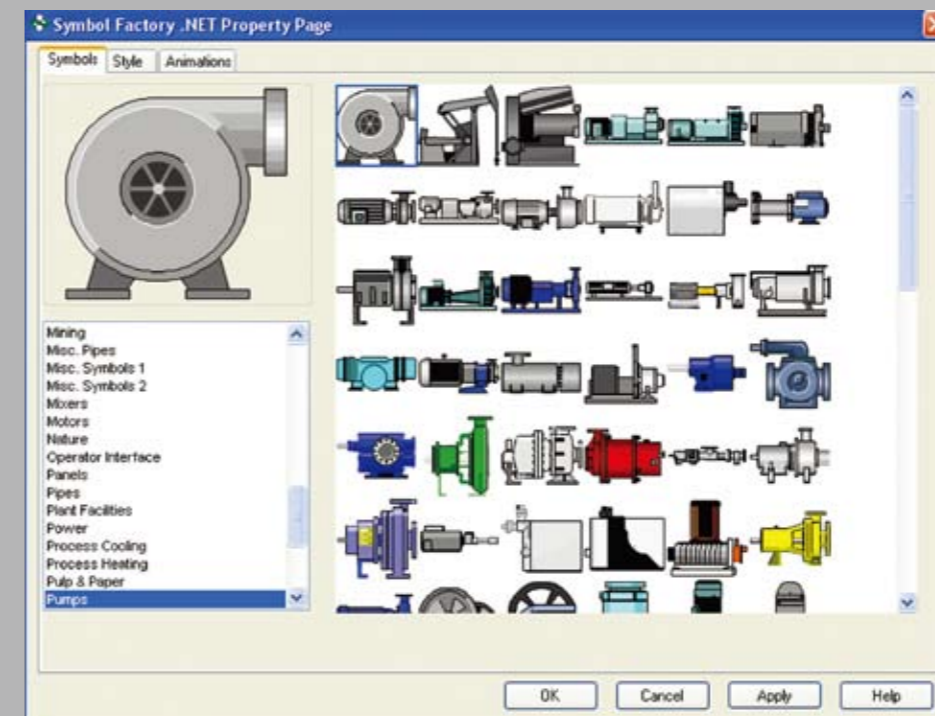 Symbol Factory .NET Property Page
Symbols Style Animations
Mining
Misc. Pipes
Misc. Symbols 1
Misc. Symbols 2
Mixers
Motors
Nature
Operator Interface
Panels
Pipes
Plant Facilities
Power
Process Cooling
Process Heating
Pulp & Paper
Pumps
OK Cancel Apply Help